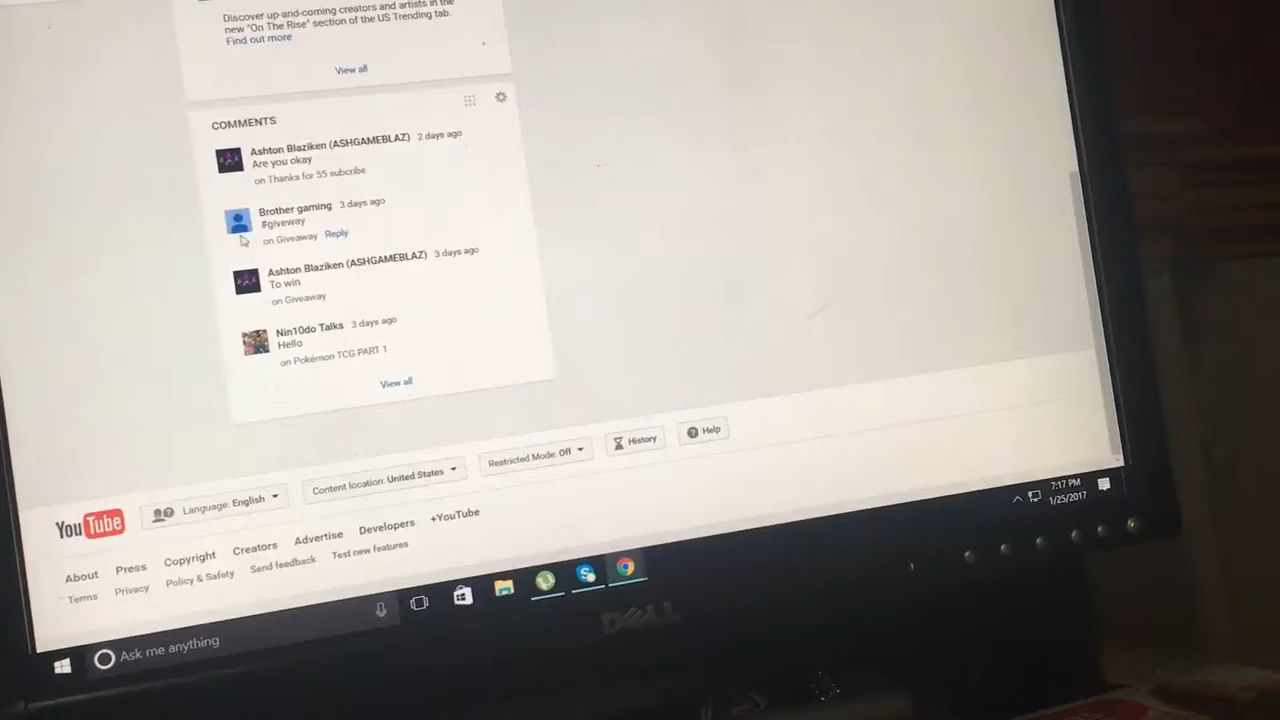 Discover up-and-coming creators and artists in the
new "On The Rise" section of the US Trending tab.
Find out more
View all
COMMENTS
Ashton Blaziken (ASHGAMEBLAZ) 2 days ago
Are you okay
on Thanks for 55 subcribe
Brother gaming 3 days ago
#giveway
on Giveaway Reply
Ashton Blaziken (ASHGAMEBLAZ) 3 days ago
To win
on Giveaway
Nin10do Talks 3 days ago
Hello
on Pokémon TCG PART 1
View all
YouTube Language: English Content location: United States Restricted Mode: Off History Help
About Press Copyright Creators Advertise Developers +YouTube
Terms Privacy Policy & Safety Send feedback Test new features
Ask me anything
7:17 PM
1/25/2017
DELL